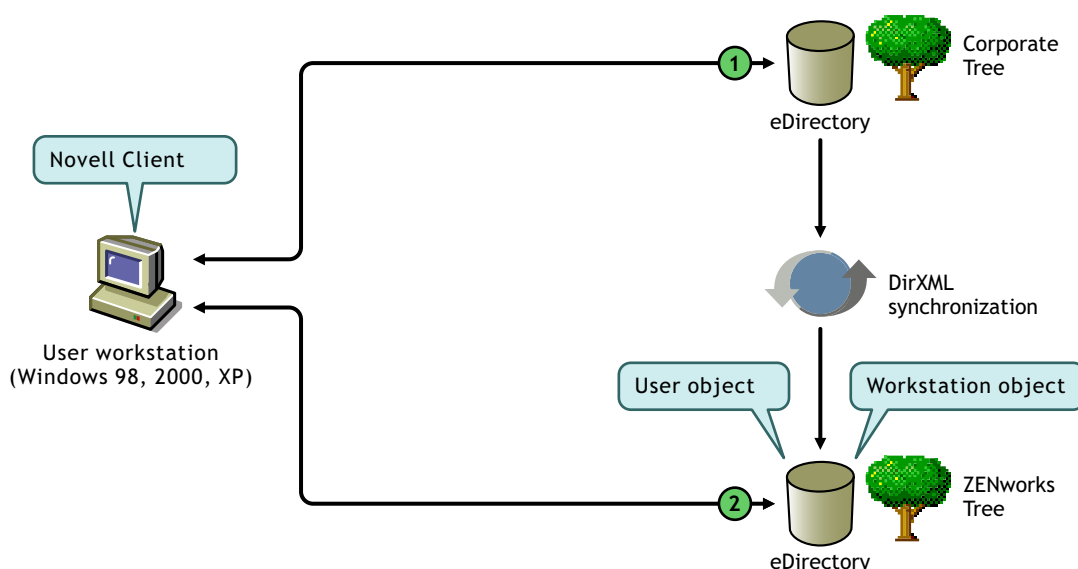 1
Corporate
Tree
eDirectory
Novell Client
DirXML
synchronization
User workstation
(Windows 98, 2000, XP)
User object
Workstation object
2
ZENworks
Tree
eDirectory